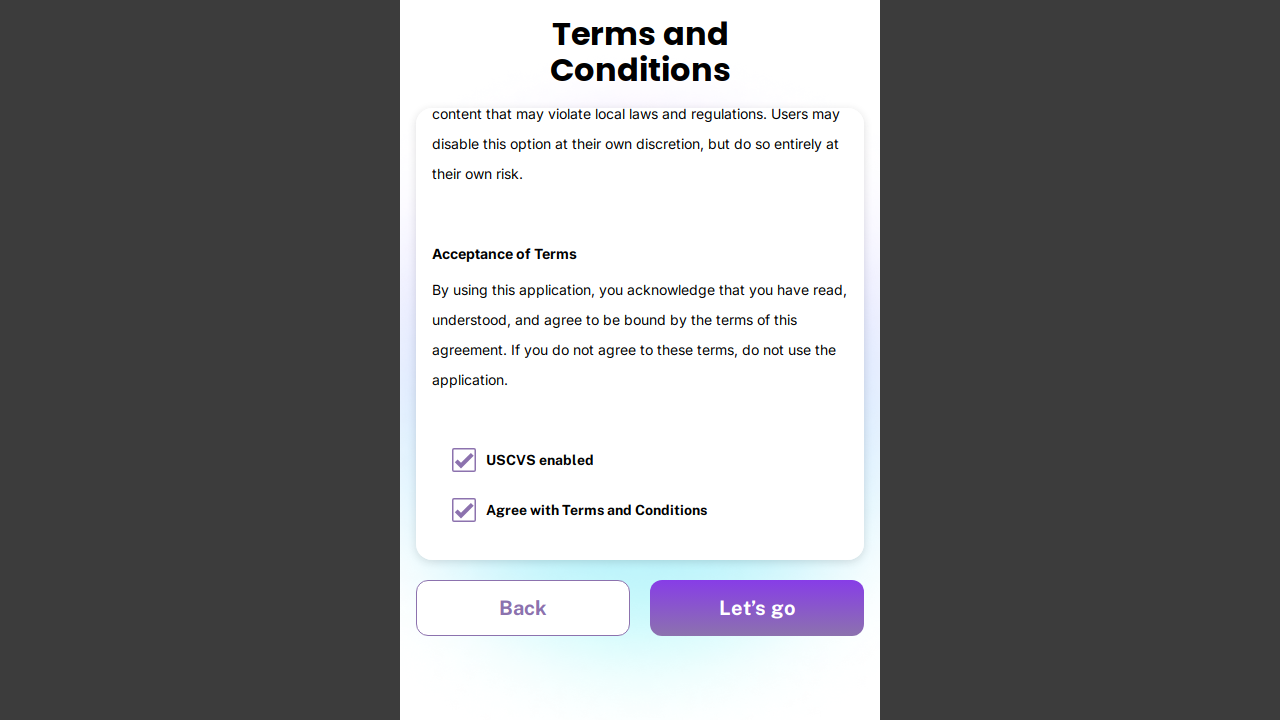 Terms and
Conditions
content that may violate local laws and regulations. Users may
disable this option at their own discretion, but do so entirely at
their own risk.
Acceptance of Terms
By using this application, you acknowledge that you have read,
understood, and agree to be bound by the terms of this
agreement. If you do not agree to these terms, do not use the
application.
USCVS enabled
Agree with Terms and Conditions
Back
Let’s go